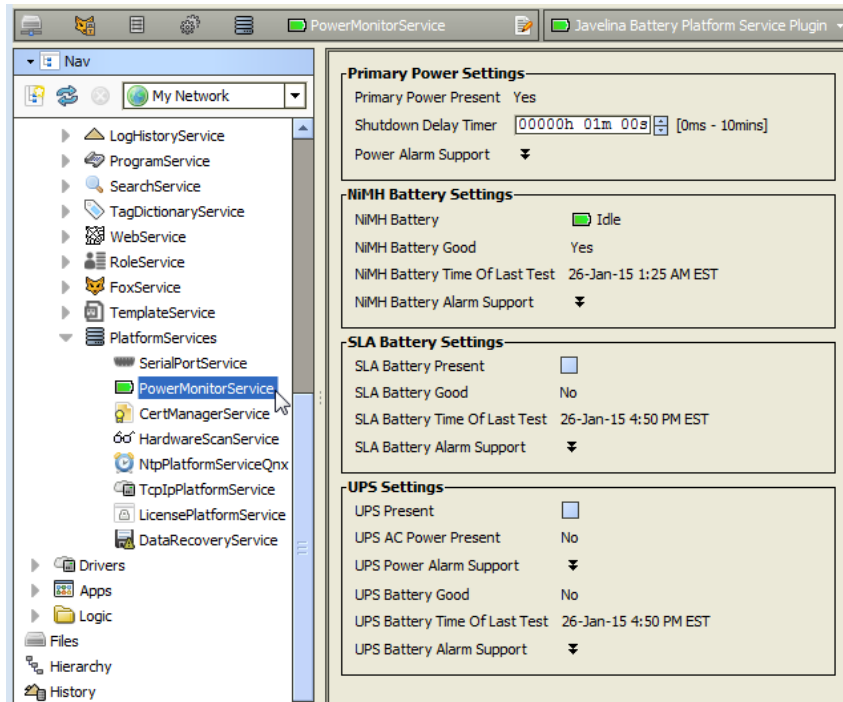 PowerMonitorService
Javelina Battery Platform Service Plugin
Nav
My Network
LogHistoryService
ProgramService
SearchService
TagDictionaryService
WebService
RoleService
FoxService
TemplateService
PlatformServices
SerialPortService
PowerMonitorService
CertManagerService
HardwareScanService
NtpPlatformServiceQnx
TcpIpPlatformService
LicensePlatformService
DataRecoveryService
Drivers
Apps
Logic
Files
Hierarchy
History
Primary Power Settings
Primary Power Present Yes
Shutdown Delay Timer 00000h 01m 00s [0ms - 10mins]
Power Alarm Support
NiMH Battery Settings
NiMH Battery Idle
NiMH Battery Good Yes
NiMH Battery Time Of Last Test 26-Jan-15 1:25 AM EST
NiMH Battery Alarm Support
SLA Battery Settings
SLA Battery Present
SLA Battery Good No
SLA Battery Time Of Last Test 26-Jan-15 4:50 PM EST
SLA Battery Alarm Support
UPS Settings
UPS Present
UPS AC Power Present No
UPS Power Alarm Support
UPS Battery Good No
UPS Battery Time Of Last Test 26-Jan-15 4:50 PM EST
UPS Battery Alarm Support